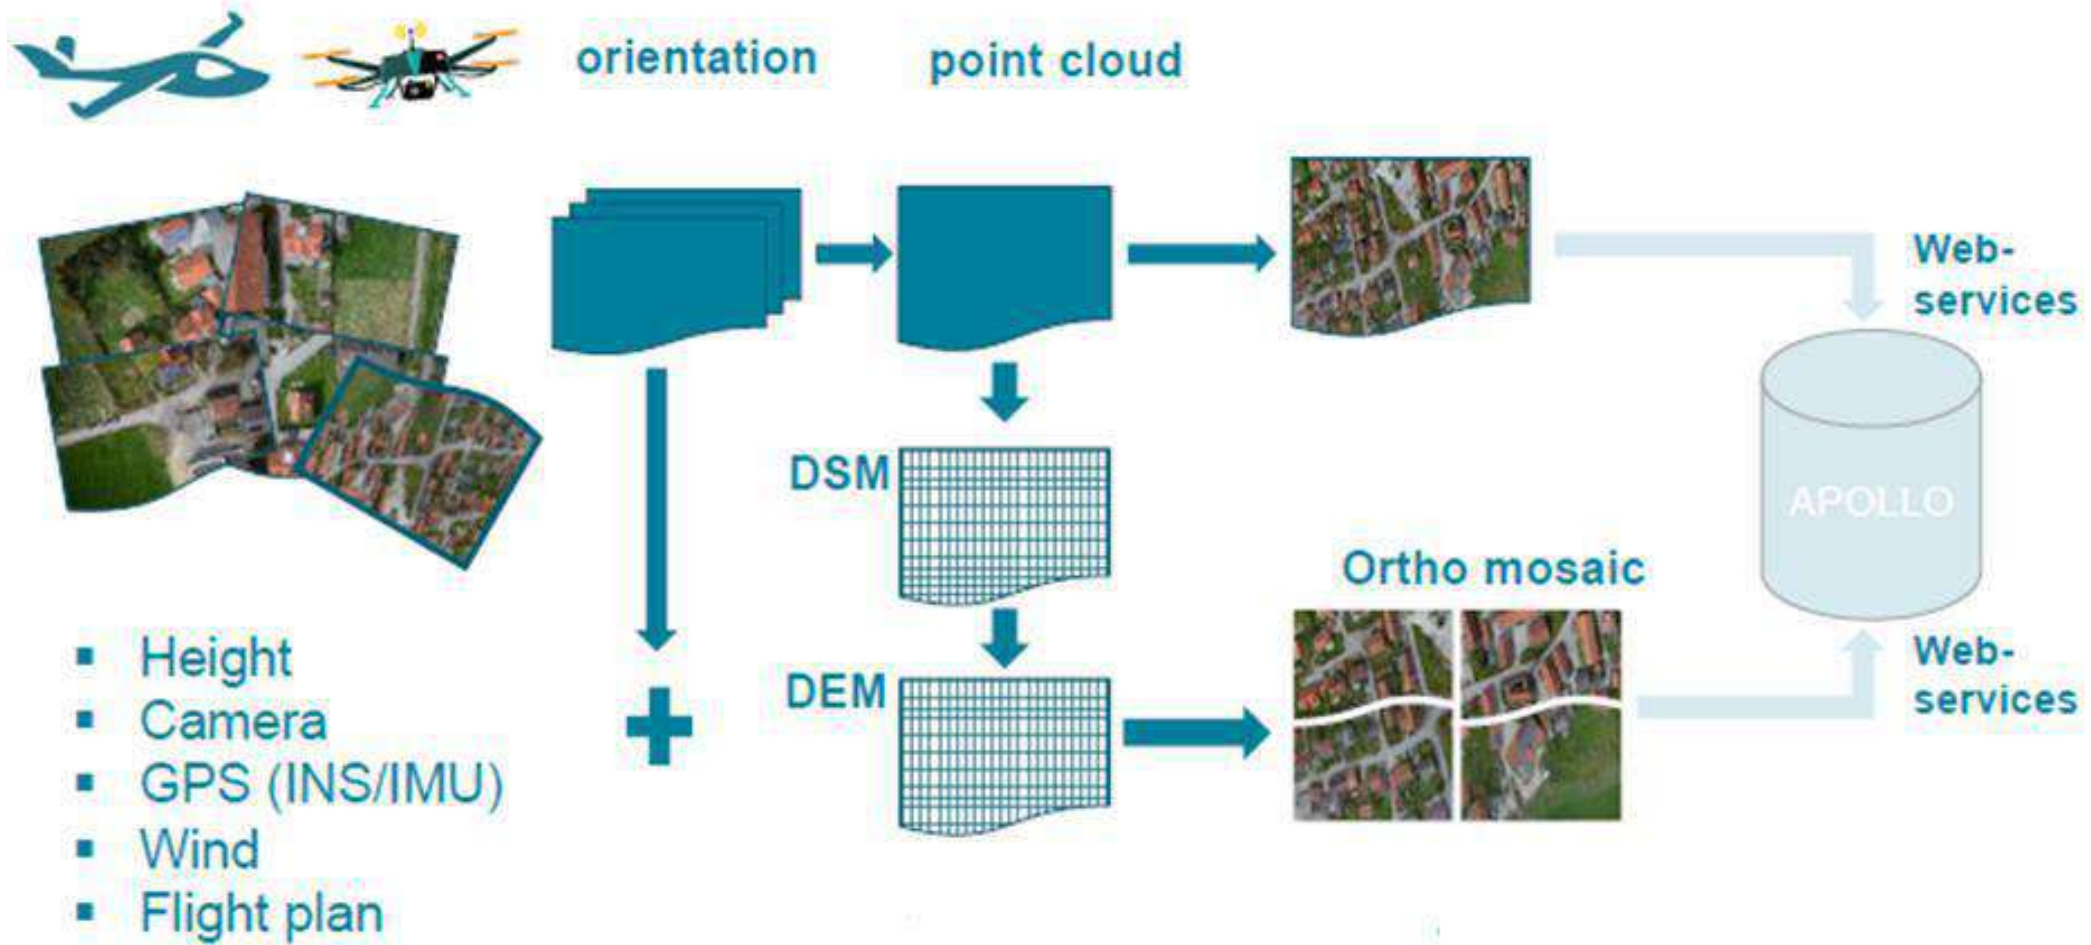 orientation
point cloud
Web-
services
DSM
APOLLO
Ortho mosaic
DEM
Web-
services
▪ Height
▪ Camera
▪ GPS (INS/IMU)
▪ Wind
▪ Flight plan